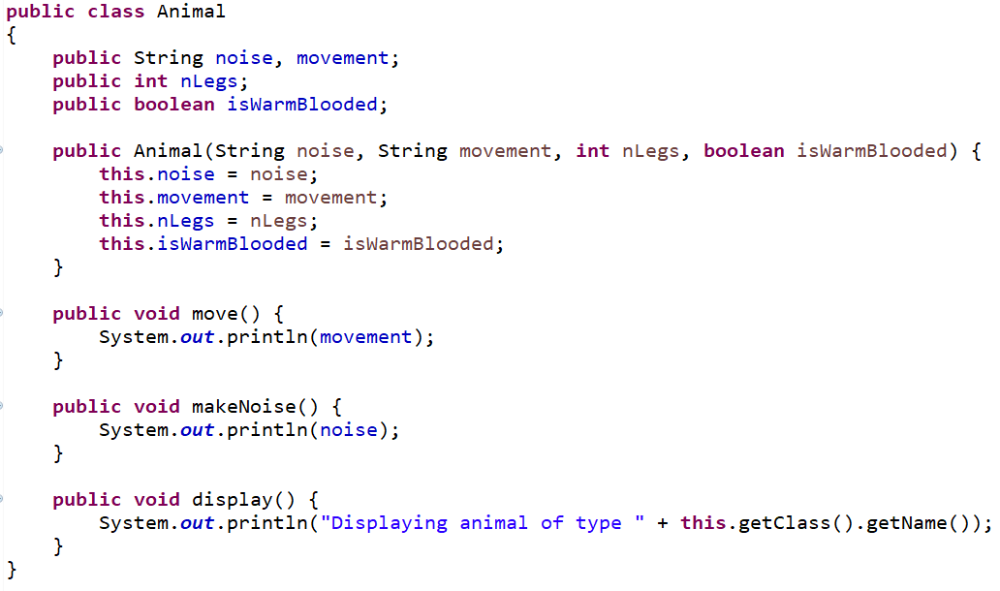 public class Animal
{
    public String noise, movement;
    public int nLegs;
    public boolean isWarmBlooded;

    public Animal(String noise, String movement, int nLegs, boolean isWarmBlooded) {
        this.noise = noise;
        this.movement = movement;
        this.nLegs = nLegs;
        this.isWarmBlooded = isWarmBlooded;
    }

    public void move() {
        System.out.println(movement);
    }

    public void makeNoise() {
        System.out.println(noise);
    }

    public void display() {
        System.out.println("Displaying animal of type " + this.getClass().getName());
    }
}